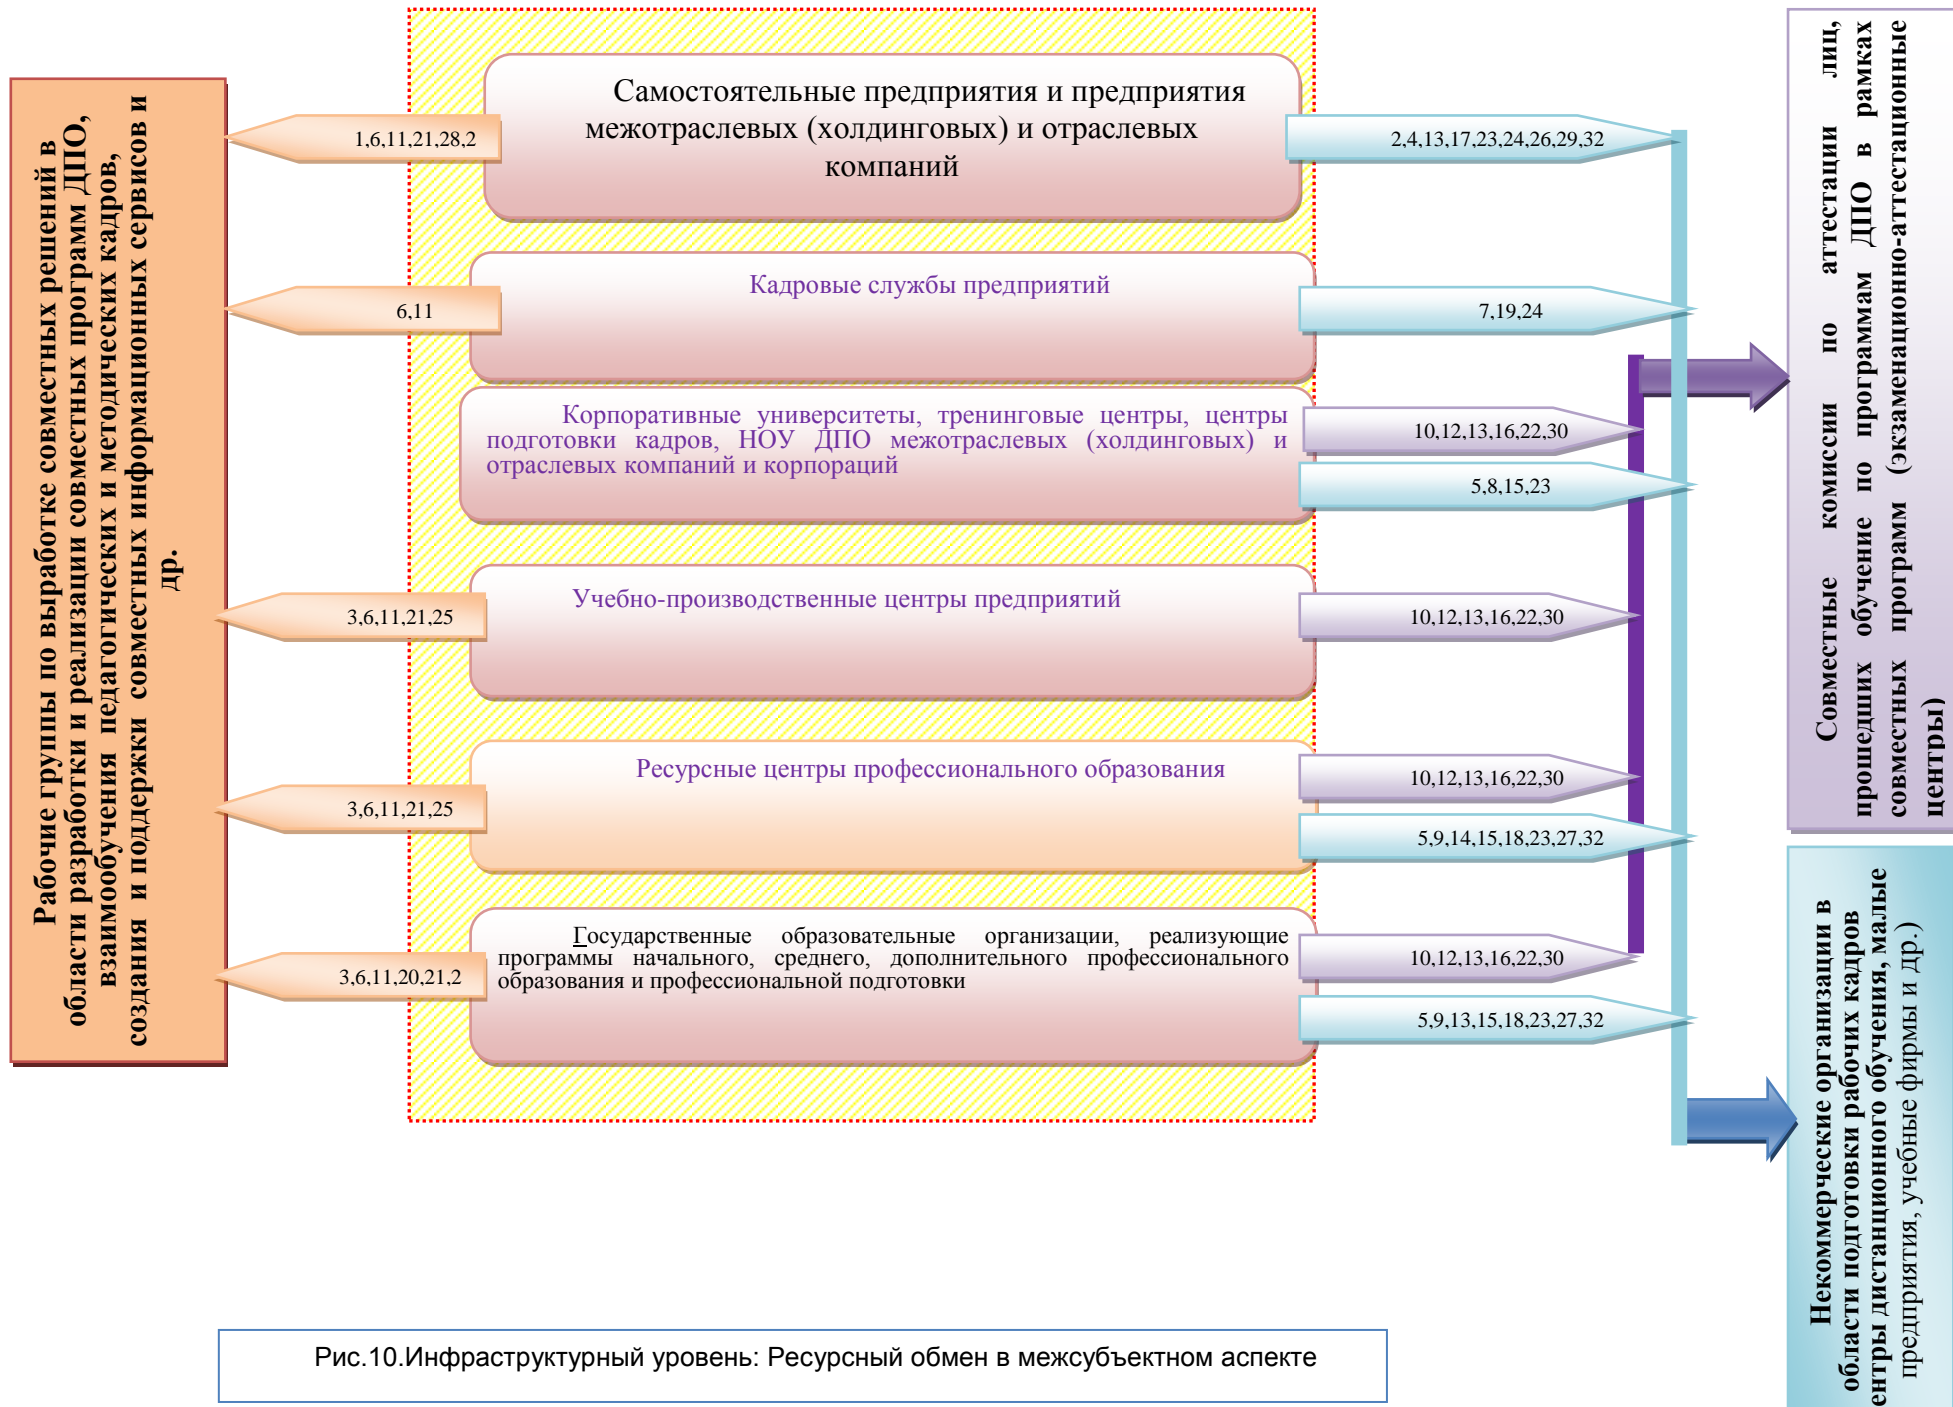 Рабочие группы по выработке совместных решений в
области разработки и реализации совместных программ ДПО,
взаимообучения педагогических и методических кадров,
создания и поддержки совместных информационных сервисов и
др.
Самостоятельные предприятия и предприятия
межотраслевых (холдинговых) и отраслевых
компаний
1,6,11,21,28,2
2,4,13,17,23,24,26,29,32
Кадровые службы предприятий
6,11
7,19,24
Корпоративные университеты, тренинговые центры, центры
подготовки кадров, НОУ ДПО межотраслевых (холдинговых) и
отраслевых компаний и корпораций
10,12,13,16,22,30
5,8,15,23
Учебно-производственные центры предприятий
3,6,11,21,25
10,12,13,16,22,30
Ресурсные центры профессионального образования
3,6,11,21,25
10,12,13,16,22,30
5,9,14,15,18,23,27,32
Государственные образовательные организации, реализующие
программы начального, среднего, дополнительного профессионального
образования и профессиональной подготовки
3,6,11,20,21,2
10,12,13,16,22,30
5,9,13,15,18,23,27,32
Совместные комиссии по аттестации лиц,
прошедших обучение по программам ДПО в рамках
совместных программ (экзаменационно-аттестационные
центры)
Некоммерческие организации в
области подготовки рабочих кадров
ентры дистанционного обучения, малые
предприятия, учебные фирмы и др.)
Рис.10.Инфраструктурный уровень: Ресурсный обмен в межсубъектном аспекте